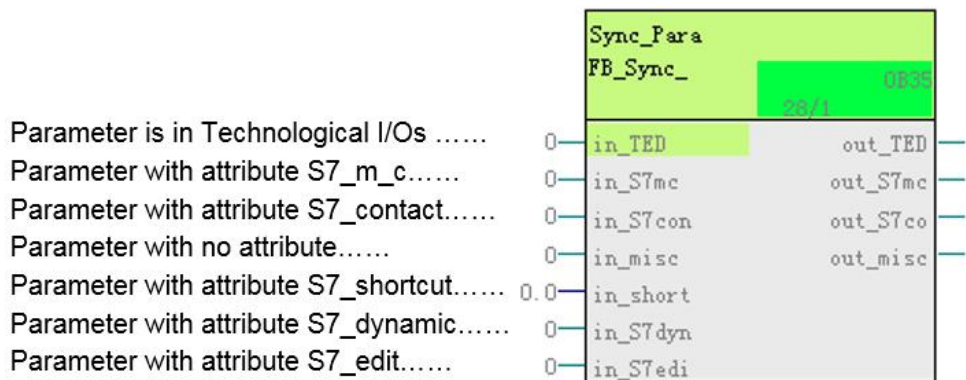 Sync_Para
FB_Sync_
OB35
28/1
Parameter is in Technological I/Os ......
0 in_TED out_TED
Parameter with attribute S7_m_c......
0 in_S7mc out_S7mc
Parameter with attribute S7_contact......
0 in_S7con out_S7co
Parameter with no attribute......
0 in_misc out_misc
Parameter with attribute S7_shortcut......
0.0 in_short
Parameter with attribute S7_dynamic......
0 in_S7dyn
Parameter with attribute S7_edit......
0 in_S7edi